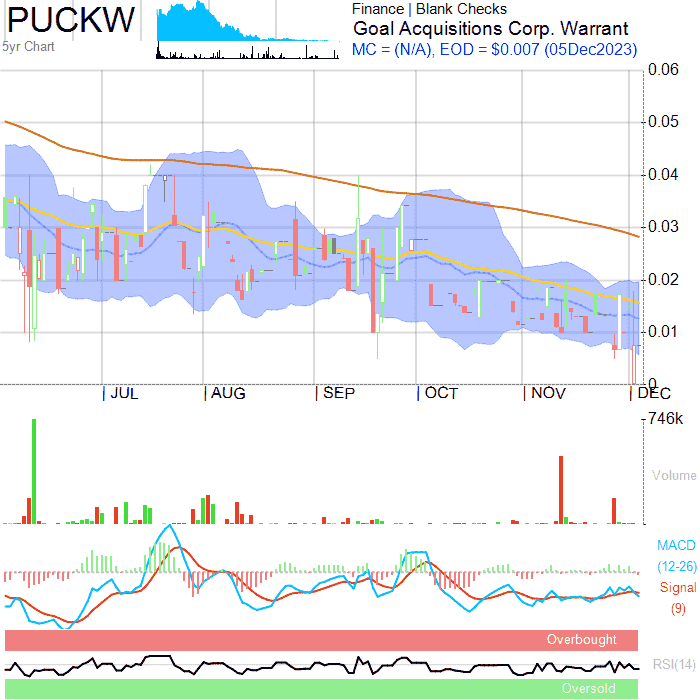 PUCKW
5yr Chart
Finance | Blank Checks
Goal Acquisitions Corp. Warrant
MC = (N/A), EOD = $0.007 (05Dec2023)
0.06
0.05
0.04
0.03
0.02
0.01
0
JUL AUG SEP OCT NOV DEC
746k
Volume
MACD
(12-26)
Signal
(9)
Overbought
RSI(14)
Oversold